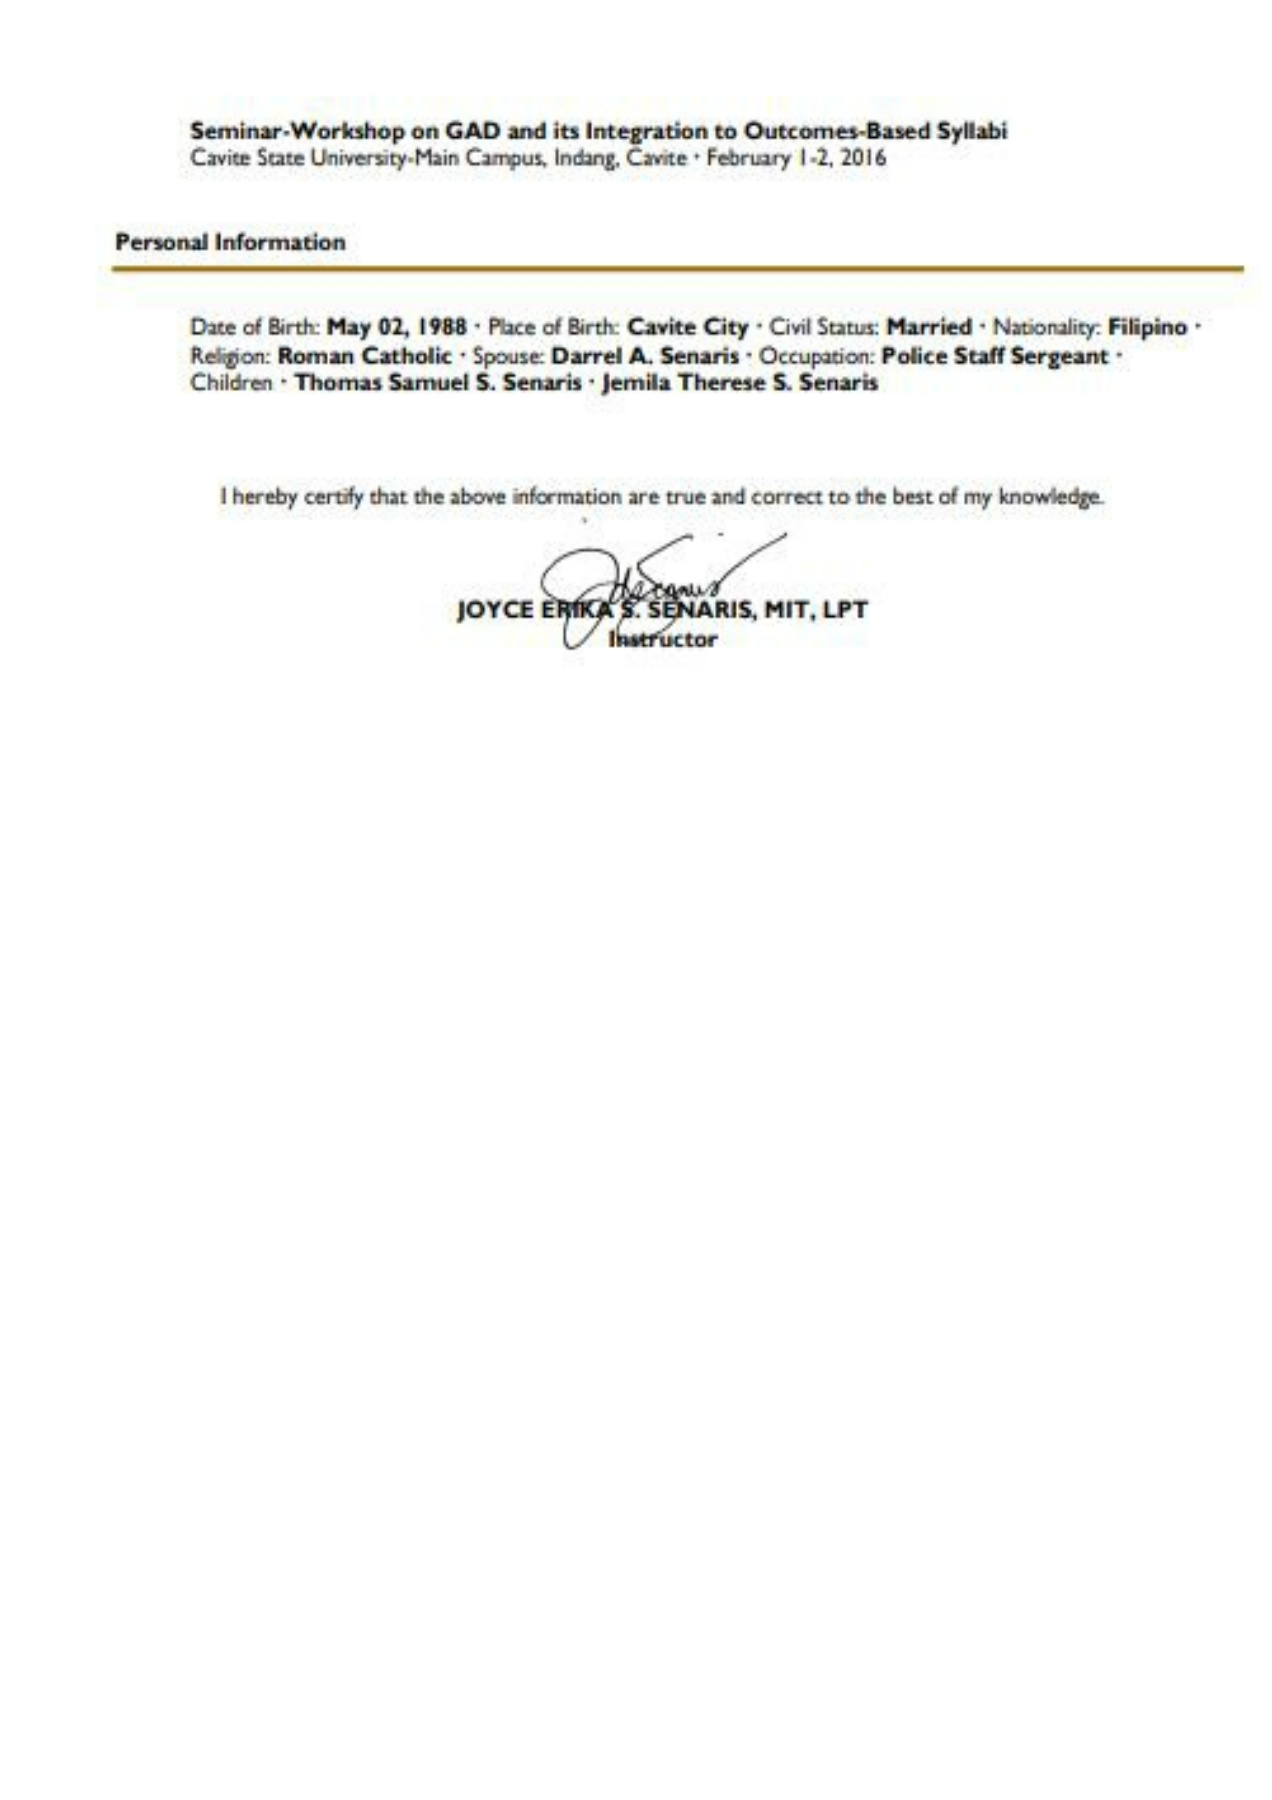 Seminar-Workshop on GAD and its Integration to Outcomes-Based Syllabi
Cavite State University-Main Campus, Indang, Cavite · February 1-2, 2016
Personal Information
Date of Birth: May 02, 1988 · Place of Birth: Cavite City · Civil Status: Married · Nationality: Filipino ·
Religion: Roman Catholic · Spouse: Darrel A. Senaris · Occupation: Police Staff Sergeant ·
Children · Thomas Samuel S. Senaris · Jemila Therese S. Senaris
I hereby certify that the above information are true and correct to the best of my knowledge.
JOYCE ERIKA S. SENARIS, MIT, LPT
Instructor